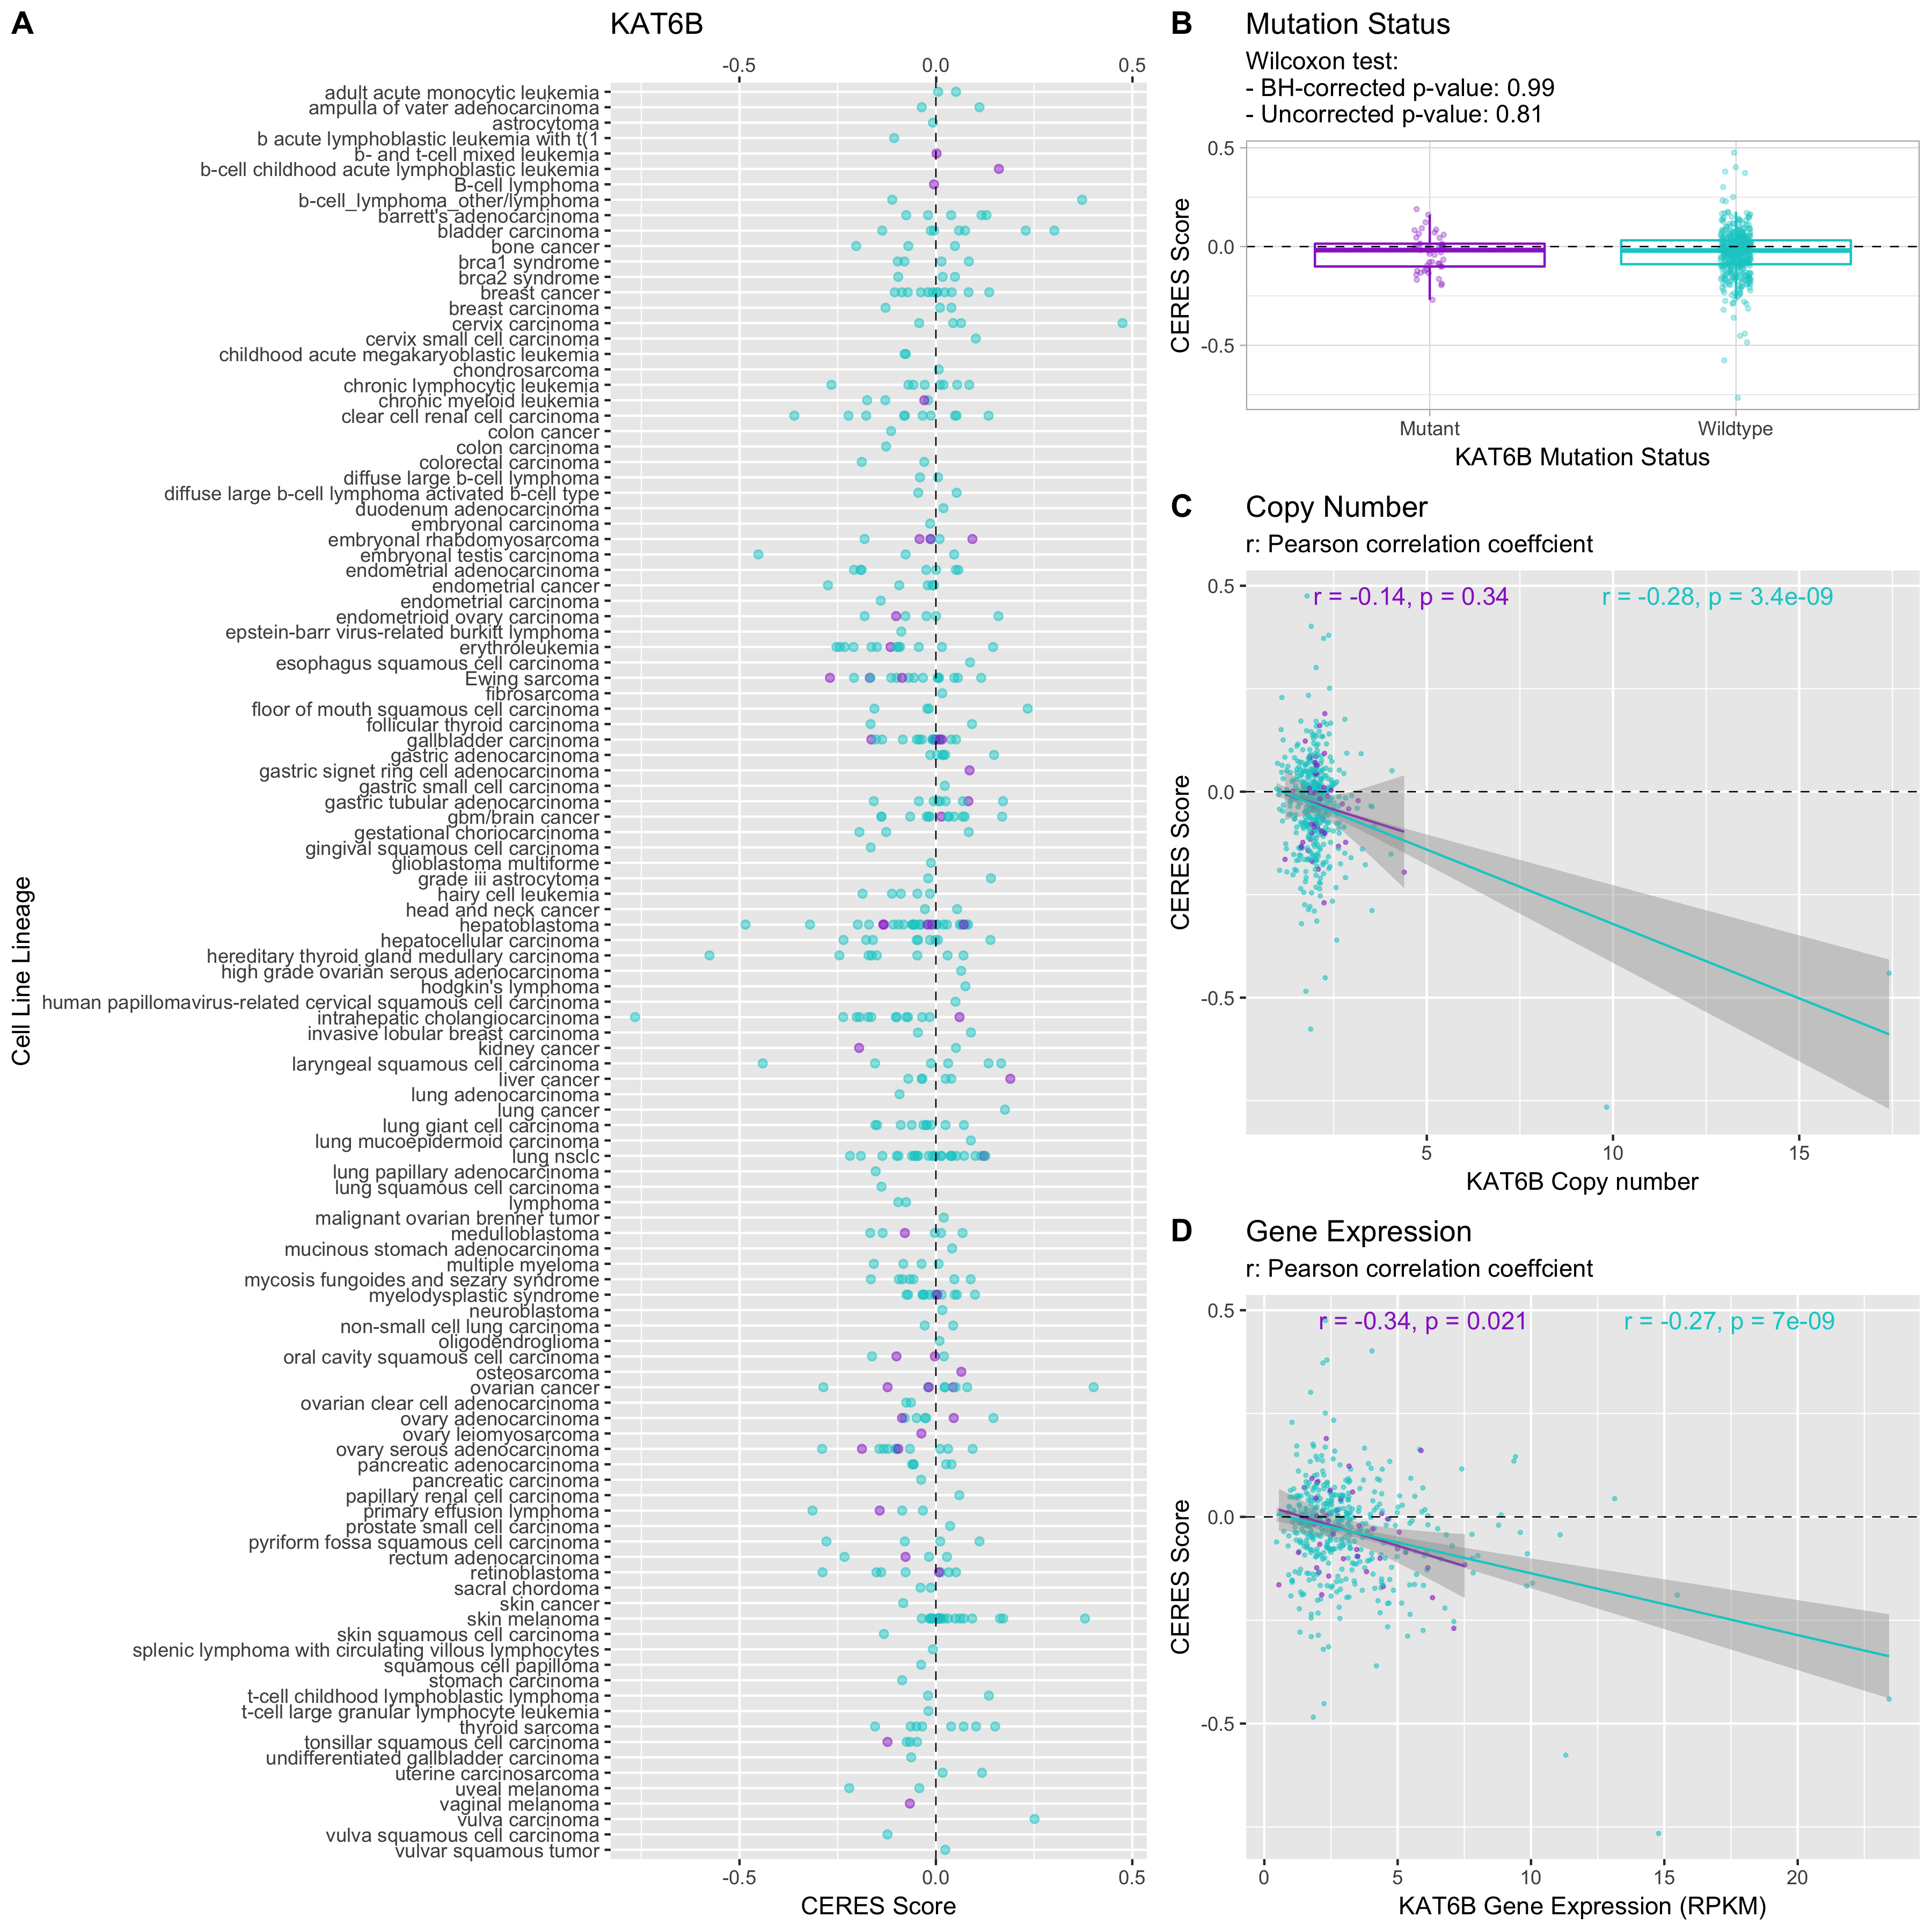 A
KAT6B
-0.5 0.0 0.5
adult acute monocytic leukemia
ampulla of vater adenocarcinoma
astrocytoma
b acute lymphoblastic leukemia with t(1
b- and t-cell mixed leukemia
b-cell childhood acute lymphoblastic leukemia
B-cell lymphoma
b-cell_lymphoma_other/lymphoma
barrett's adenocarcinoma
bladder carcinoma
bone cancer
brca1 syndrome
brca2 syndrome
breast cancer
breast carcinoma
cervix carcinoma
cervix small cell carcinoma
childhood acute megakaryoblastic leukemia
chondrosarcoma
chronic lymphocytic leukemia
chronic myeloid leukemia
clear cell renal cell carcinoma
colon cancer
colon carcinoma
colorectal carcinoma
diffuse large b-cell lymphoma
diffuse large b-cell lymphoma activated b-cell type
duodenum adenocarcinoma
embryonal carcinoma
embryonal rhabdomyosarcoma
embryonal testis carcinoma
endometrial adenocarcinoma
endometrial cancer
endometrial carcinoma
endometrioid ovary carcinoma
epstein-barr virus-related burkitt lymphoma
erythroleukemia
esophagus squamous cell carcinoma
Ewing sarcoma
fibrosarcoma
floor of mouth squamous cell carcinoma
follicular thyroid carcinoma
gallbladder carcinoma
gastric adenocarcinoma
gastric signet ring cell adenocarcinoma
gastric small cell carcinoma
gastric tubular adenocarcinoma
gbm/brain cancer
gestational choriocarcinoma
gingival squamous cell carcinoma
glioblastoma multiforme
grade iii astrocytoma
hairy cell leukemia
head and neck cancer
hepatoblastoma
hepatocellular carcinoma
hereditary thyroid gland medullary carcinoma
high grade ovarian serous adenocarcinoma
hodgkin's lymphoma
human papillomavirus-related cervical squamous cell carcinoma
intrahepatic cholangiocarcinoma
invasive lobular breast carcinoma
kidney cancer
laryngeal squamous cell carcinoma
liver cancer
lung adenocarcinoma
lung cancer
lung giant cell carcinoma
lung mucoepidermoid carcinoma
lung nsclc
lung papillary adenocarcinoma
lung squamous cell carcinoma
lymphoma
malignant ovarian brenner tumor
medulloblastoma
mucinous stomach adenocarcinoma
multiple myeloma
mycosis fungoides and sezary syndrome
myelodysplastic syndrome
neuroblastoma
non-small cell lung carcinoma
oligodendroglioma
oral cavity squamous cell carcinoma
osteosarcoma
ovarian cancer
ovarian clear cell adenocarcinoma
ovary adenocarcinoma
ovary leiomyosarcoma
ovary serous adenocarcinoma
pancreatic adenocarcinoma
pancreatic carcinoma
papillary renal cell carcinoma
primary effusion lymphoma
prostate small cell carcinoma
pyriform fossa squamous cell carcinoma
rectum adenocarcinoma
retinoblastoma
sacral chordoma
skin cancer
skin melanoma
skin squamous cell carcinoma
splenic lymphoma with circulating villous lymphocytes
squamous cell papilloma
stomach carcinoma
t-cell childhood lymphoblastic lymphoma
t-cell large granular lymphocyte leukemia
thyroid sarcoma
tonsillar squamous cell carcinoma
undifferentiated gallbladder carcinoma
uterine carcinosarcoma
uveal melanoma
vaginal melanoma
vulva carcinoma
vulva squamous cell carcinoma
vulvar squamous tumor
-0.5 0.0 0.5
CERES Score
Cell Line Lineage
B
Mutation Status
Wilcoxon test:
- BH-corrected p-value: 0.99
- Uncorrected p-value: 0.81
0.5
0.0
-0.5
CERES Score
Mutant Wildtype
KAT6B Mutation Status
C
Copy Number
r: Pearson correlation coeffcient
r = -0.14, p = 0.34 r = -0.28, p = 3.4e-09
0.5
0.0
-0.5
CERES Score
5 10 15
KAT6B Copy number
D
Gene Expression
r: Pearson correlation coeffcient
r = -0.34, p = 0.021 r = -0.27, p = 7e-09
0.5
0.0
-0.5
CERES Score
0 5 10 15 20
KAT6B Gene Expression (RPKM)